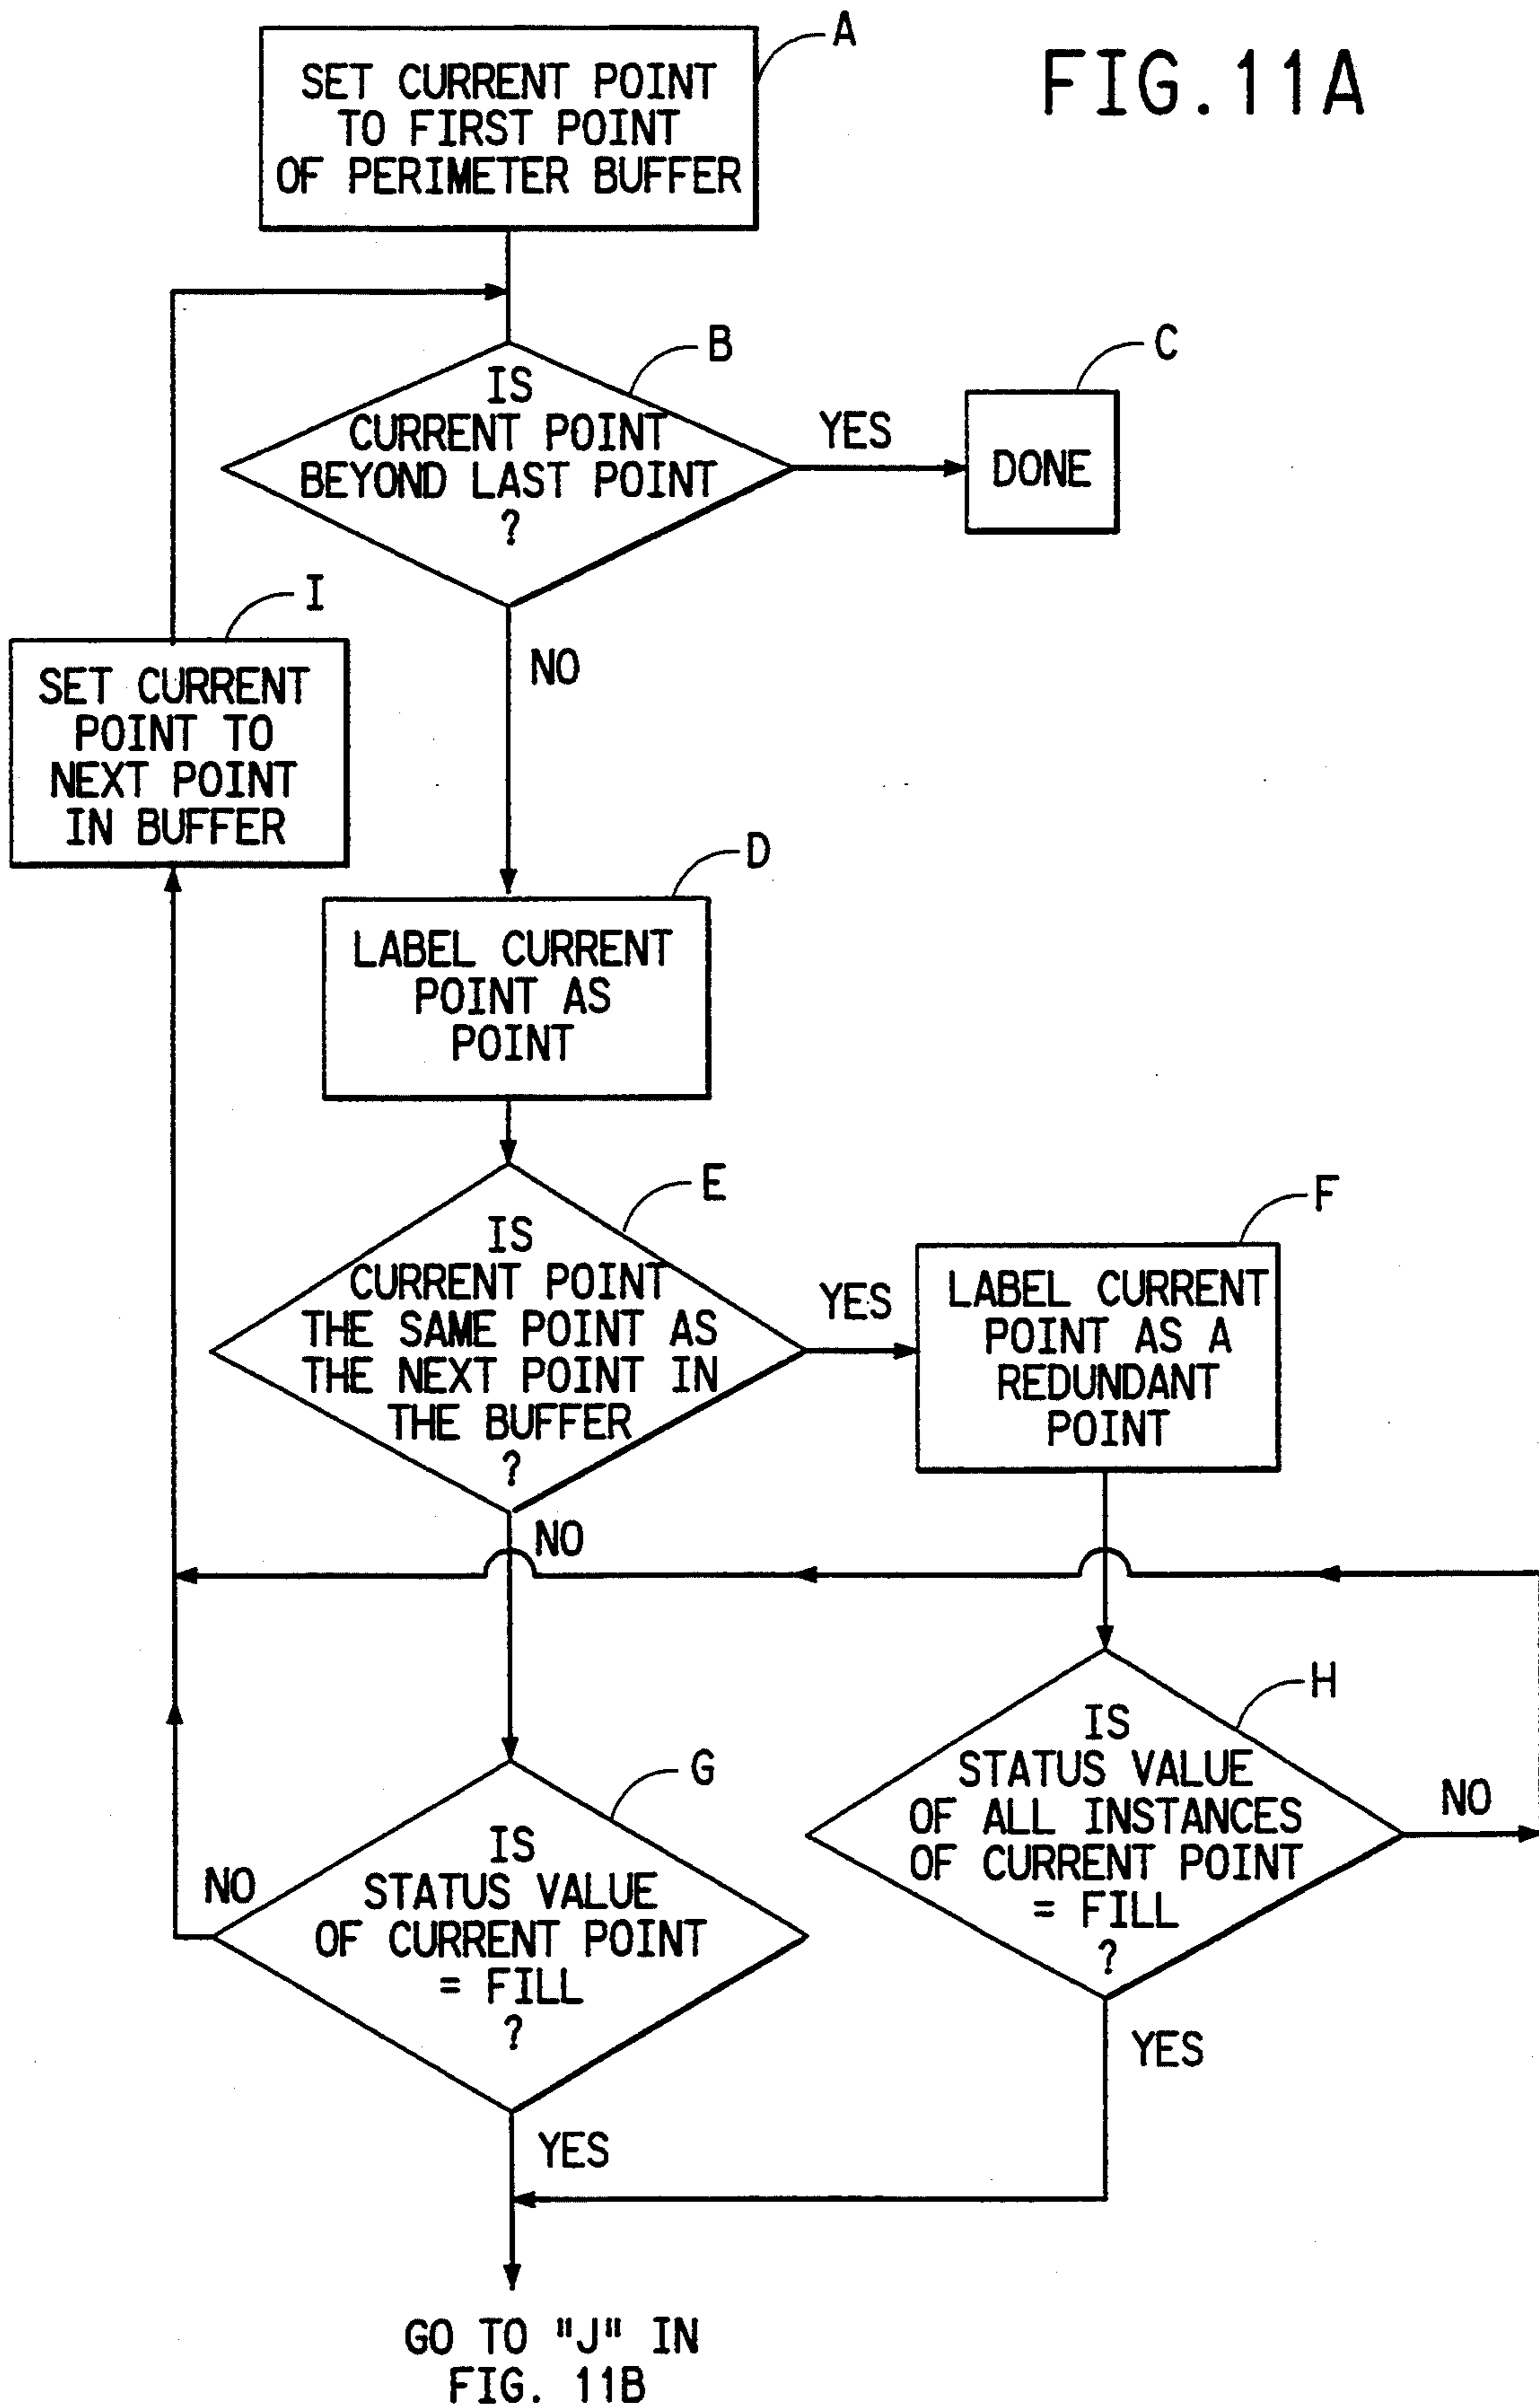 FIG.11A
A
SET CURRENT POINT
TO FIRST POINT
OF PERIMETER BUFFER
B
IS
CURRENT POINT
BEYOND LAST POINT
?
YES
C
DONE
NO
I
SET CURRENT
POINT TO
NEXT POINT
IN BUFFER
D
LABEL CURRENT
POINT AS
POINT
E
IS
CURRENT POINT
THE SAME POINT AS
THE NEXT POINT IN
THE BUFFER
?
YES
F
LABEL CURRENT
POINT AS A
REDUNDANT
POINT
NO
H
IS
STATUS VALUE
OF ALL INSTANCES
OF CURRENT POINT
= FILL
?
NO
YES
G
IS
STATUS VALUE
OF CURRENT POINT
= FILL
?
NO
YES
GO TO "J" IN
FIG. 11B